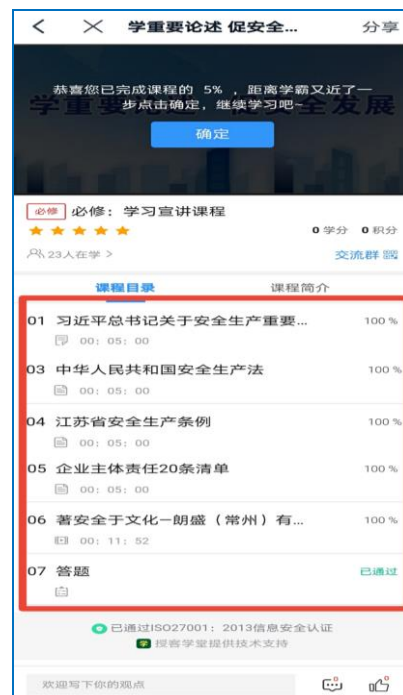 学重要论述 促安全...
分享
恭喜您已完成课程的 5% ，距离学霸又近了一
步点击确定，继续学习吧~
确定
必修 必修：学习宣讲课程
0 学分 0 积分
23人在学 >
交流群
课程目录 课程简介
01 习近平总书记关于安全生产重要... 100 %
00：05：00
03 中华人民共和国安全生产法 100 %
00：05：00
04 江苏省安全生产条例 100 %
00：05：00
05 企业主体责任20条清单 100 %
00：05：00
06 著安全于文化—朗盛（常州）有... 100 %
00：11：52
07 答题 已通过
已通过ISO27001：2013信息安全认证
授客学堂提供技术支持
欢迎写下你的观点